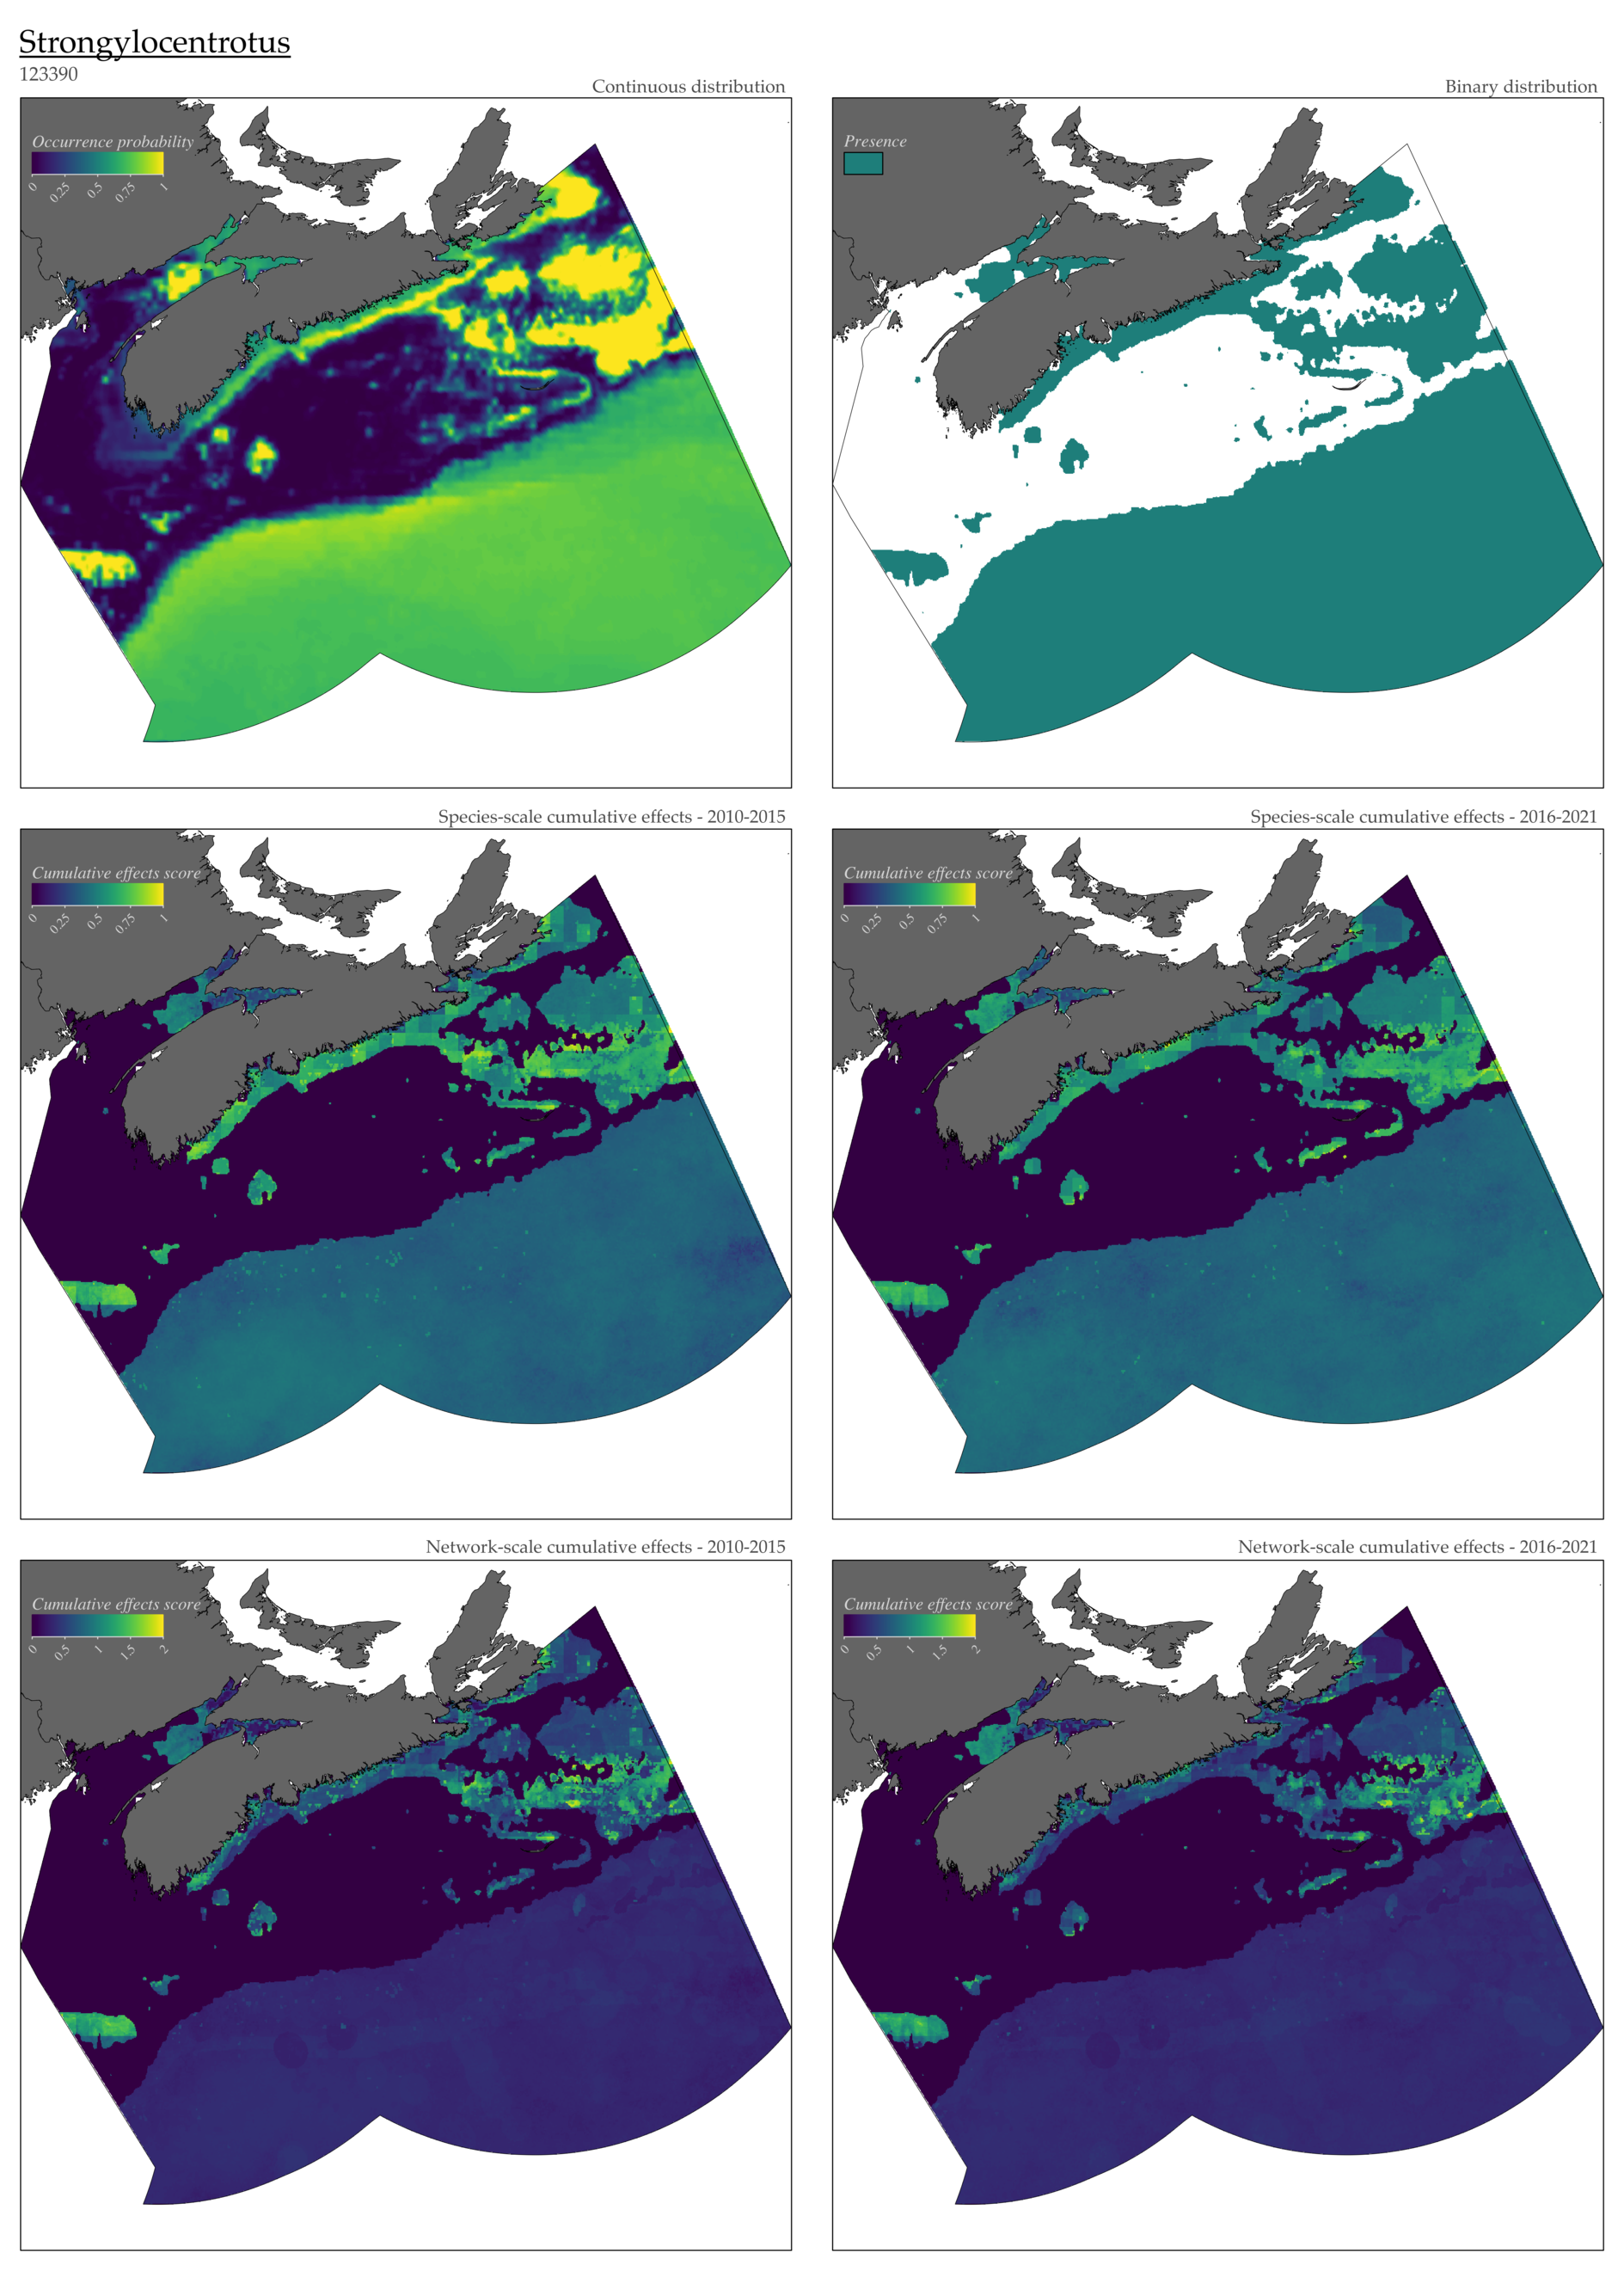 Strongylocentrotus
123390
Continuous distribution
Binary distribution
Occurrence probability
0 0.25 0.5 0.75 1
Presence
Species-scale cumulative effects - 2010-2015
Species-scale cumulative effects - 2016-2021
Cumulative effects score
0 0.25 0.5 0.75 1
Cumulative effects score
0 0.25 0.5 0.75 1
Network-scale cumulative effects - 2010-2015
Network-scale cumulative effects - 2016-2021
Cumulative effects score
0 0.5 1 1.5 2
Cumulative effects score
0 0.5 1 1.5 2